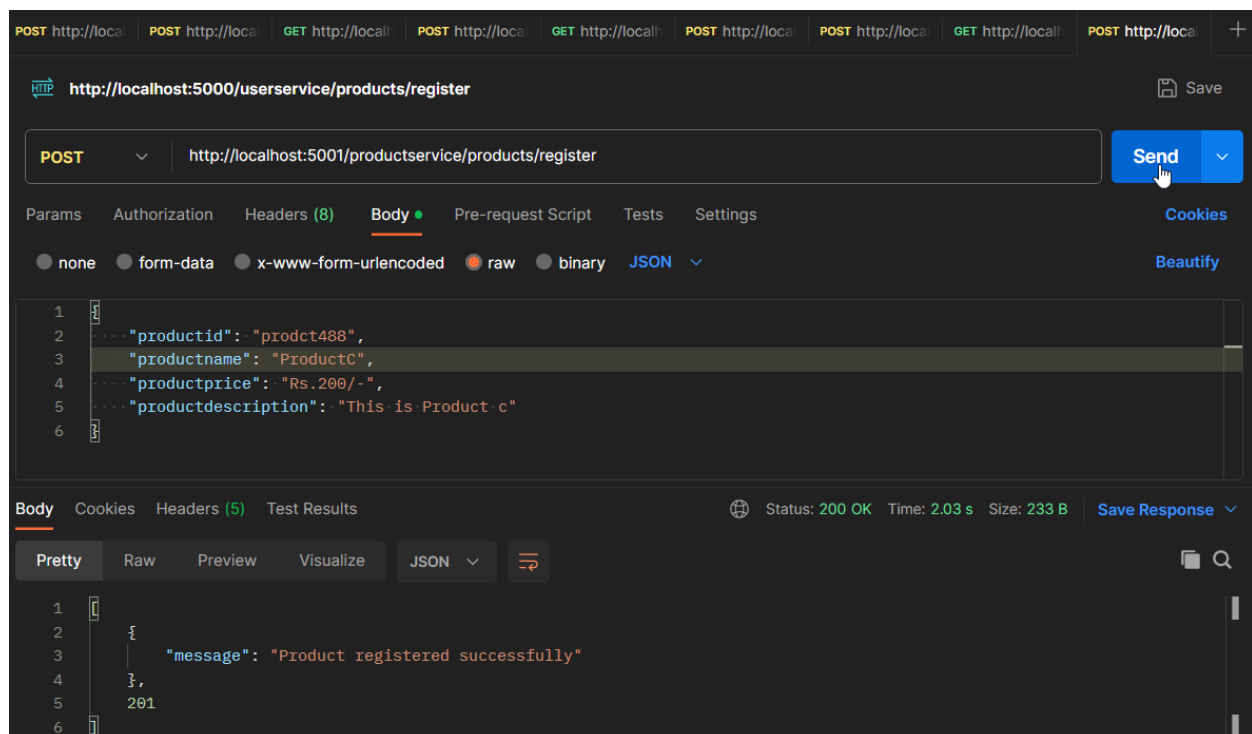 POST http://loca POST http://loca GET http://localh POST http://loca GET http://localh POST http://loca POST http://loca GET http://localh POST http://loca +
HTTP http://localhost:5000/userservice/products/register Save
POST http://localhost:5001/productservice/products/register Send
Params Authorization Headers (8) Body Pre-request Script Tests Settings Cookies
none form-data x-www-form-urlencoded raw binary JSON Beautify
1 {
2 "productid": "prodct488",
3 "productname": "ProductC",
4 "productprice": "Rs.200/-",
5 "productdescription": "This is Product c"
6 }
Body Cookies Headers (5) Test Results Status: 200 OK Time: 2.03 s Size: 233 B Save Response
Pretty Raw Preview Visualize JSON
1 [
2 {
3 "message": "Product registered successfully"
4 },
5 201
6 ]